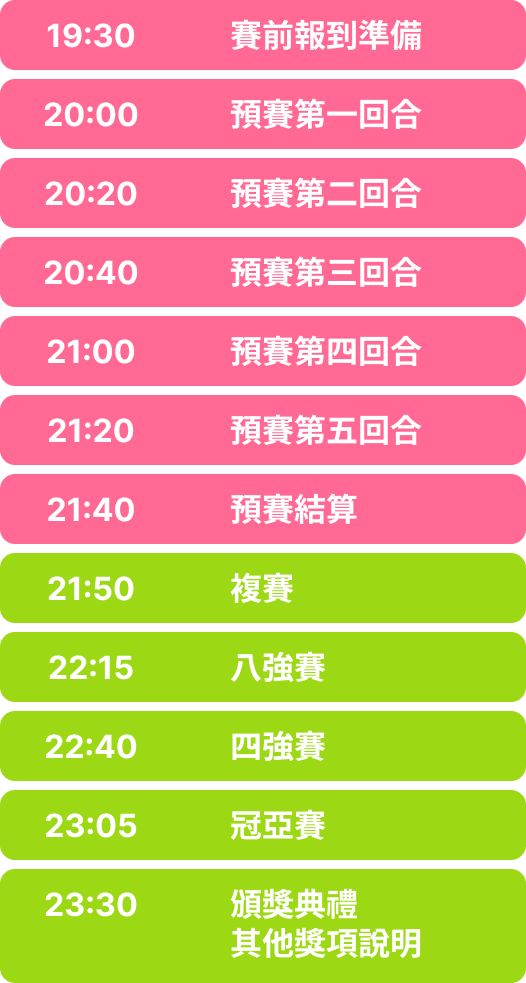 19:30 賽前報到準備
20:00 預賽第一回合
20:20 預賽第二回合
20:40 預賽第三回合
21:00 預賽第四回合
21:20 預賽第五回合
21:40 預賽結算
21:50 複賽
22:15 八強賽
22:40 四強賽
23:05 冠亞賽
23:30 頒獎典禮
其他獎項說明